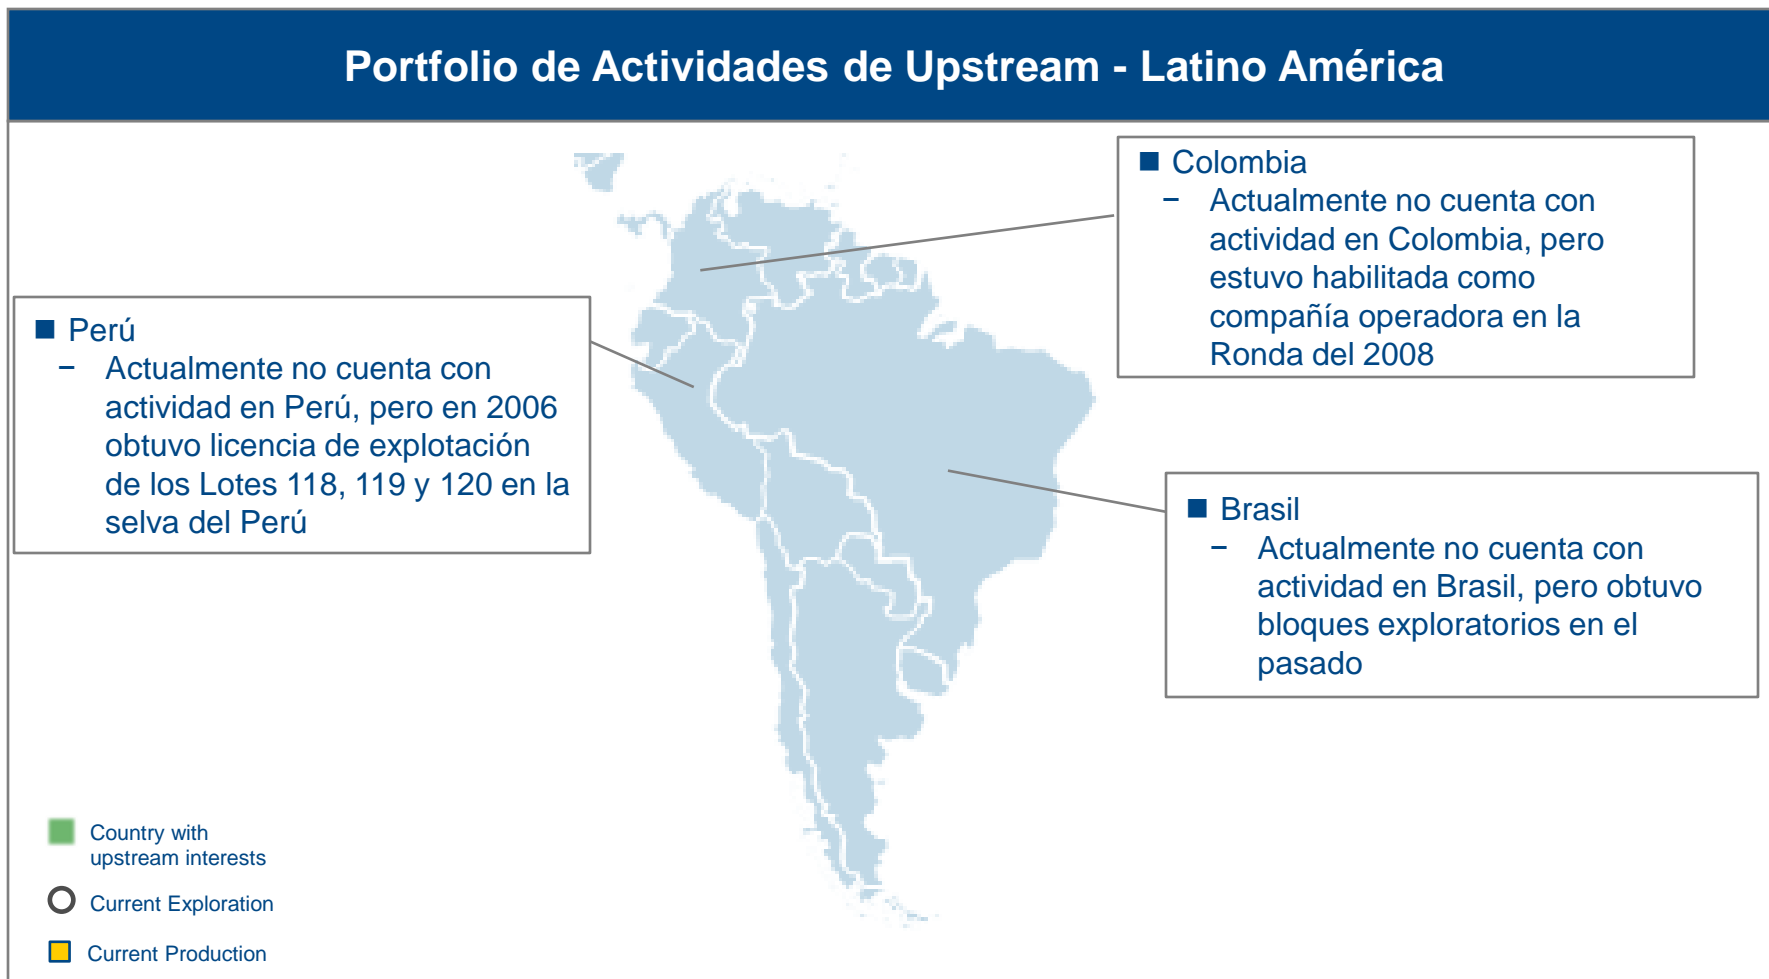 Portfolio de Actividades de Upstream - Latino América
■ Colombia
− Actualmente no cuenta con
actividad en Colombia, pero
estuvo habilitada como
compañía operadora en la
Ronda del 2008
■ Perú
− Actualmente no cuenta con
actividad en Perú, pero en 2006
obtuvo licencia de explotación
de los Lotes 118, 119 y 120 en la
selva del Perú
■ Brasil
− Actualmente no cuenta con
actividad en Brasil, pero obtuvo
bloques exploratorios en el
pasado
Country with
upstream interests
Current Exploration
Current Production